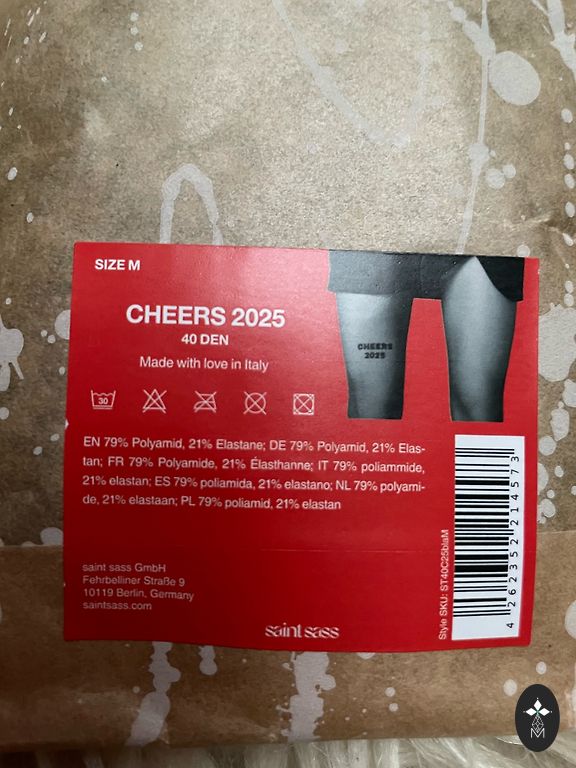 SIZE M
CHEERS 2025
40 DEN
Made with love in Italy
30
CHEERS
2025
EN 79% Polyamid, 21% Elastane; DE 79% Polyamid, 21% Elas-
tan; FR 79% Polyamide, 21% Élasthanne; IT 79% poliammide,
21% elastan; ES 79% poliamida, 21% elastano; NL 79% polyami-
de, 21% elastaan; PL 79% poliamid, 21% elastan
saint sass GmbH
Fehrbelliner Straße 9
10119 Berlin, Germany
saintsass.com
saint sass
Style SKU: ST40C25blaM
4 262352 214573
M